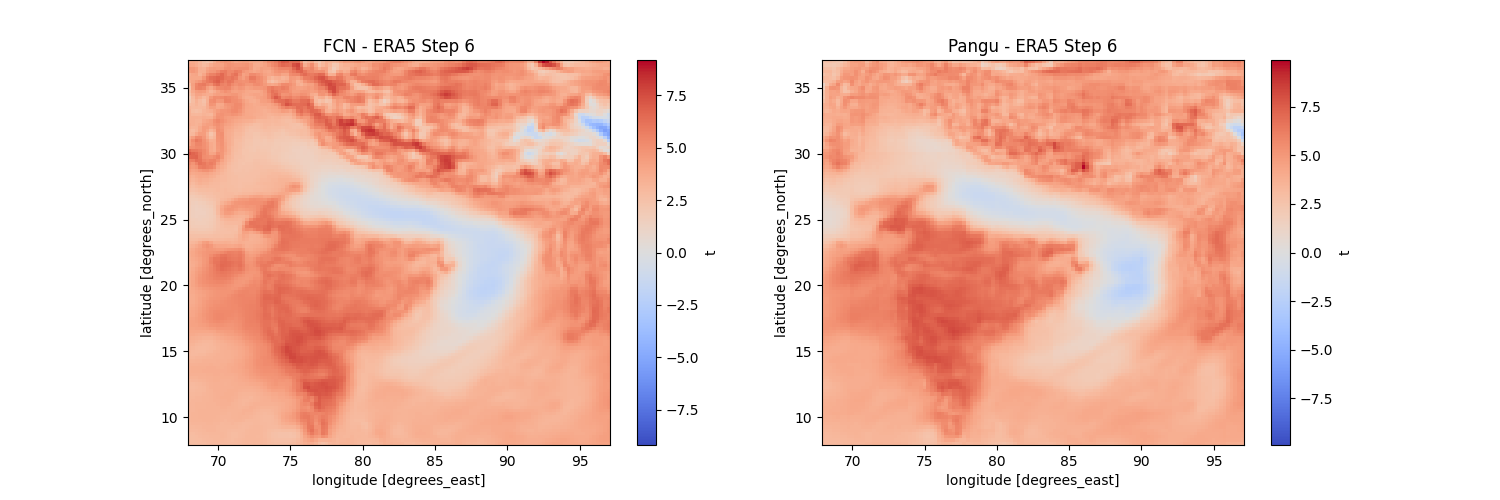 FCN - ERA5 Step 6
35
30
25
20
15
10
latitude [degrees_north]
70 75 80 85 90 95
longitude [degrees_east]
7.5
5.0
2.5
0.0
−2.5
−5.0
−7.5
t
Pangu - ERA5 Step 6
35
30
25
20
15
10
latitude [degrees_north]
70 75 80 85 90 95
longitude [degrees_east]
7.5
5.0
2.5
0.0
−2.5
−5.0
−7.5
t